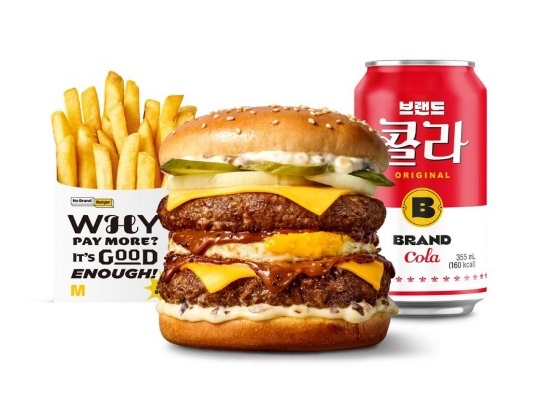 No Brand Burger
WHY
PAY MORE?
IT'S GOOD
ENOUGH!
M
브랜드
콜라
ORIGINAL
B
BRAND
Cola
355 mL
(160 kcal)